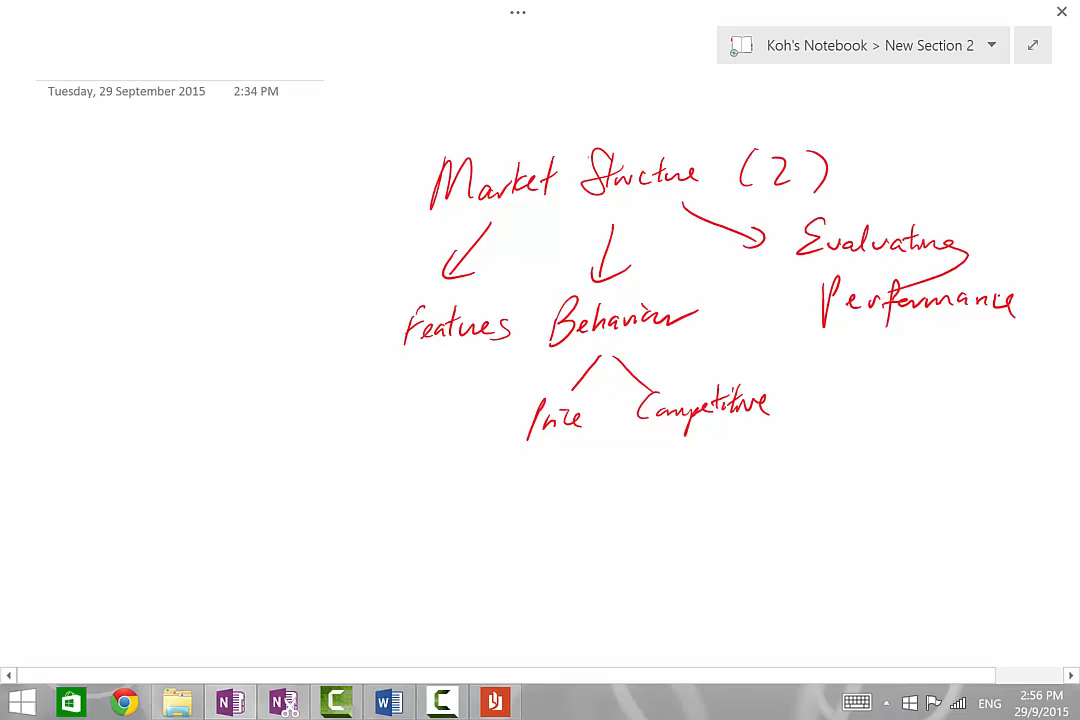 Koh's Notebook > New Section 2
Tuesday, 29 September 2015 2:34 PM
Market Structure (2)
Evaluating
Performance
Features Behaviour
Price Competitive
ENG
2:56 PM
29/9/2015